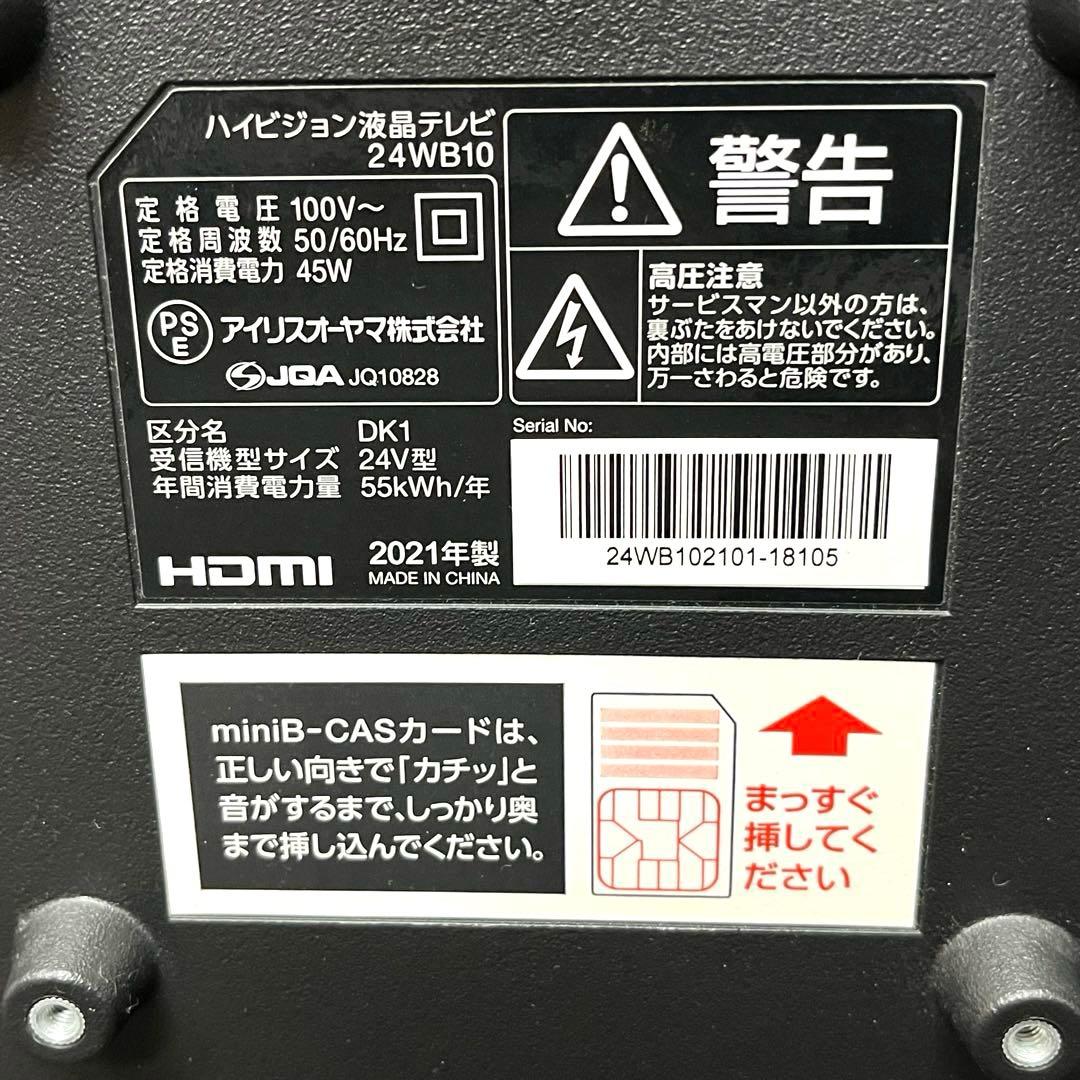 ハイビジョン液晶テレビ
24WB10
定格電圧 100V～
定格周波数 50/60Hz
定格消費電力 45W
PSE アイリスオーヤマ株式会社
JQA JQ10828
区分名 DK1
受信機型サイズ 24V型
年間消費電力量 55kWh/年
HDMI 2021年製
MADE IN CHINA
警告
高圧注意
サービスマン以外の方は、
裏ぶたをあけないでください。
内部には高電圧部分があり、
万一さわると危険です。
Serial No:
24WB102101-18105
miniB-CASカードは、
正しい向きで「カチッ」と
音がするまで、しっかり奥
まで挿し込んでください。
まっすぐ
挿してく
ださい